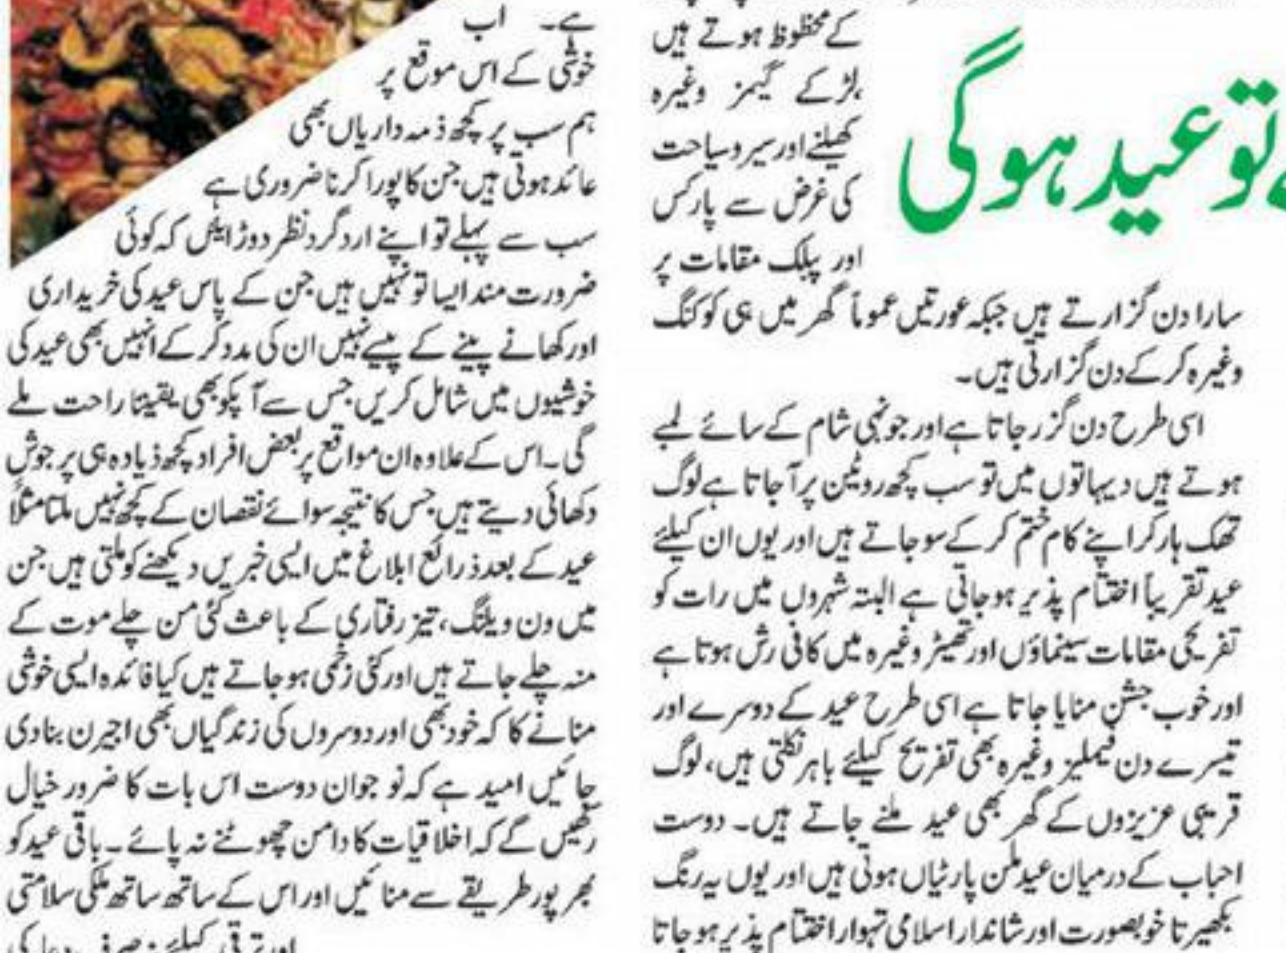 تو عید ہوگی
کے محظوظ ہوتے ہیں
لڑکے گیمز وغیرہ
کھیلنے اور سیر و سیاحت
کی غرض سے پارکس
اور پبلک مقامات پر
سارا دن گزارتے ہیں جبکہ عورتیں عموماً گھر میں ہی کوکنگ
وغیرہ کرکے دن گزارتی ہیں۔
اسی طرح دن گزر جاتا ہے اور جونہی شام کے سائے لمبے
ہوتے ہیں دیہاتوں میں تو سب کچھ روٹین پر آ جاتا ہے لوگ
تھک ہار کر اپنے کام ختم کرکے سو جاتے ہیں اور یوں ان کیلئے
عید تقریباً اختتام پذیر ہوجاتی ہے البتہ شہروں میں رات کو
تفریحی مقامات سینماؤں اور تھیٹر وغیرہ میں کافی رش ہوتا ہے
اور خوب جشن منایا جاتا ہے اسی طرح عید کے دوسرے اور
تیسرے دن فیملیز وغیرہ بھی تفریح کیلئے باہر نکلتی ہیں، لوگ
قریبی عزیزوں کے گھر بھی عید ملنے جاتے ہیں۔ دوست
احباب کے درمیان عید ملن پارٹیاں ہوتی ہیں اور یوں یہ رنگ
بکھیرتا خوبصورت اور شاندار اسلامی تہوار اختتام پذیر ہو جاتا
ہے۔ اب
خوشی کے اس موقع پر
ہم سب پر کچھ ذمہ داریاں بھی
عائد ہوتی ہیں جن کا پورا کرنا ضروری ہے
سب سے پہلے تو اپنے اردگرد نظر دوڑائیں کہ کوئی
ضرورت مند ایسا تو نہیں ہیں جن کے پاس عید کی خریداری
اور کھانے پینے کے پیسے نہیں ان کی مدد کرکے انہیں بھی عید کی
خوشیوں میں شامل کریں جس سے آپکو بھی یقیناً راحت ملے
گی۔ اس کے علاوہ ان مواقع پر بعض افراد کچھ زیادہ ہی پرجوش
دکھائی دیتے ہیں جس کا نتیجہ سوائے نقصان کے کچھ نہیں ملتا مثلاً
عید کے بعد ذرائع ابلاغ میں ایسی خبریں دیکھنے کو ملتی ہیں جن
میں ون ویلنگ، تیز رفتاری کے باعث کئی من چلے موت کے
منہ چلے جاتے ہیں اور کئی زخمی ہو جاتے ہیں کیا فائدہ ایسی خوشی
منانے کا کہ خود بھی اور دوسروں کی زندگیاں بھی اجیرن بنا دی
جائیں امید ہے کہ نوجوان دوست اس بات کا ضرور خیال
رکھیں گے کہ اخلاقیات کا دامن چھوٹنے نہ پائے۔ باقی عید کو
بھرپور طریقے سے منائیں اور اس کے ساتھ ساتھ ملکی سلامتی